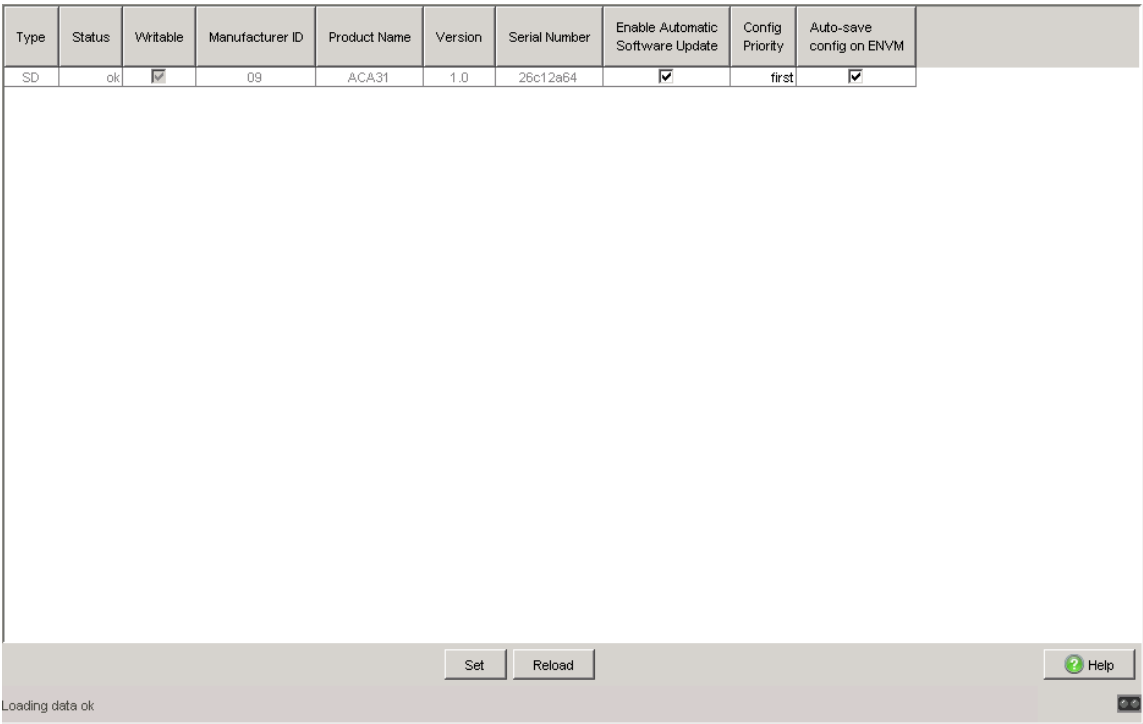 Type Status Writable Manufacturer ID Product Name Version Serial Number Enable Automatic Software Update Config Priority Auto-save config on ENVM
SD ok 09 ACA31 1.0 26c12a64 first
Set Reload Help
Loading data ok